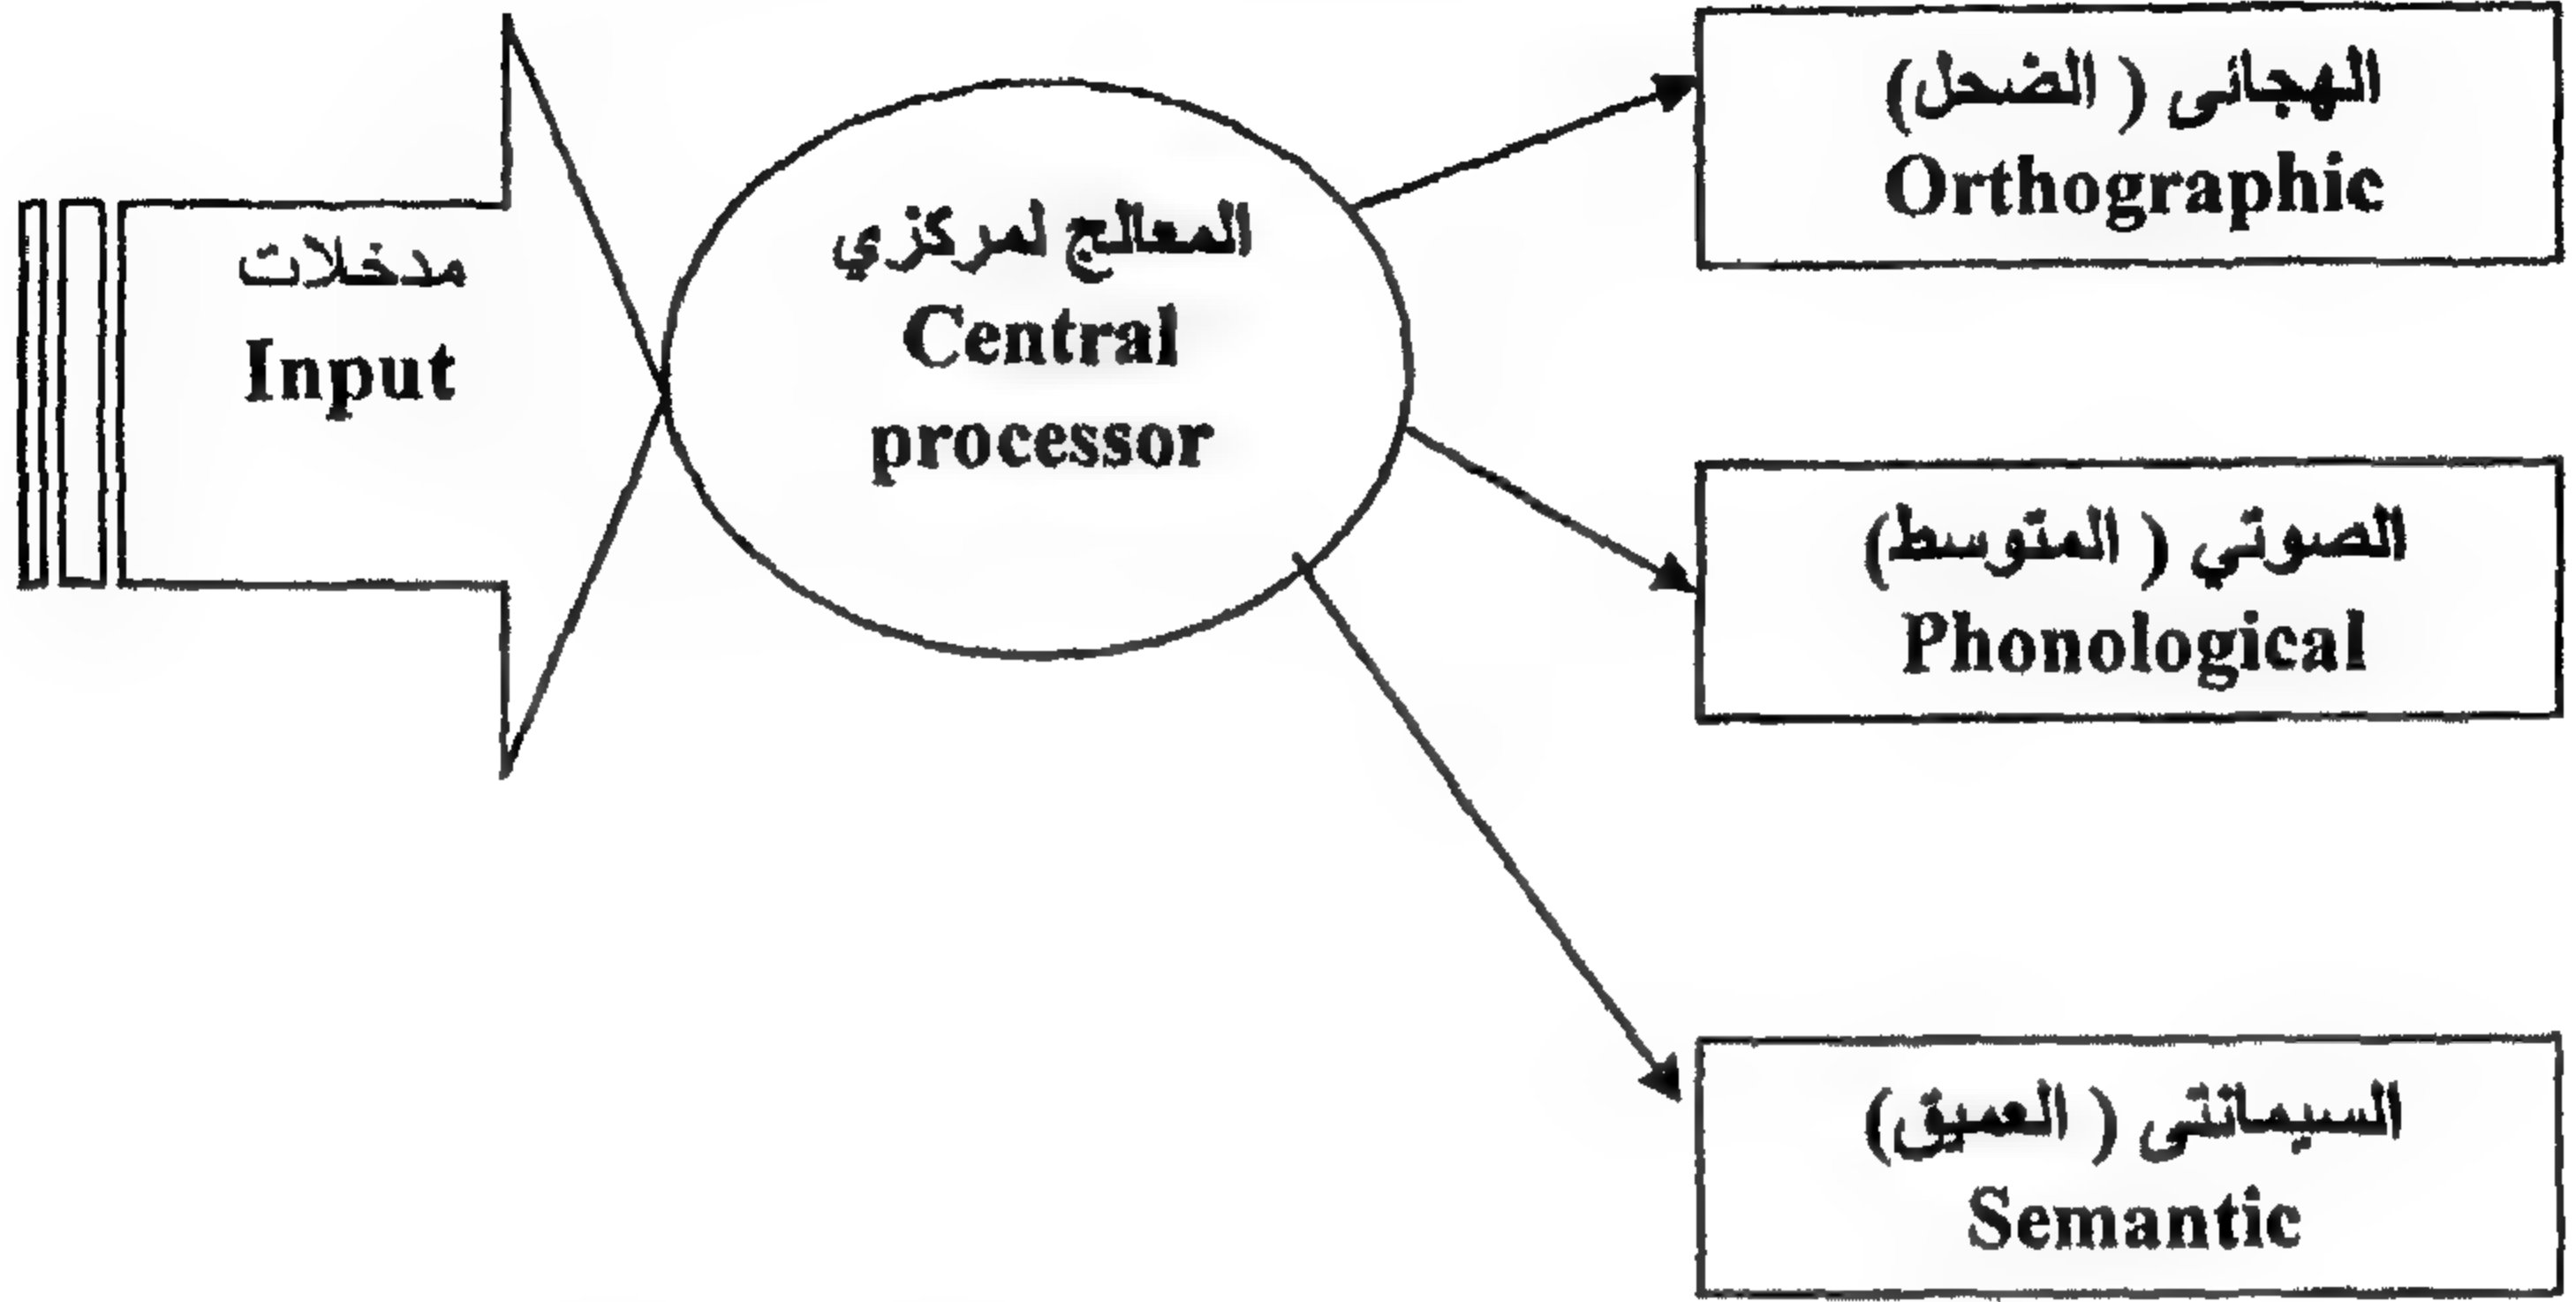 مدخلات
Input
المعالج لمركزي
Central
processor
الهجائى ( الضحل)
Orthographic
الصوتي ( المتوسط)
Phonological
السيمانتى ( العميق)
Semantic